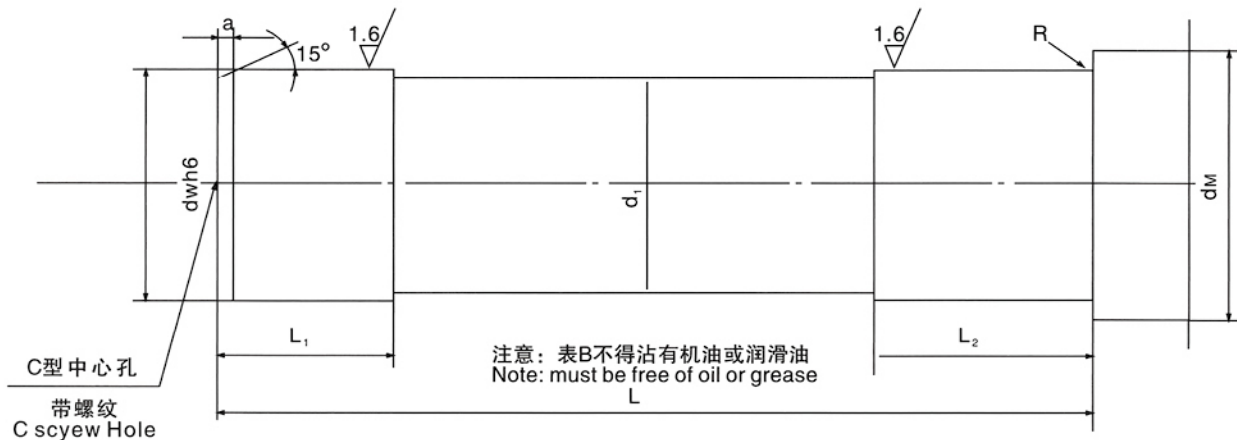 a
15°
1.6
1.6
R
dwh6
d₁
dM
L₁
L₂
注意：表B不得沾有机油或润滑油
Note: must be free of oil or grease
L
C型中心孔
带螺纹
C scyew Hole